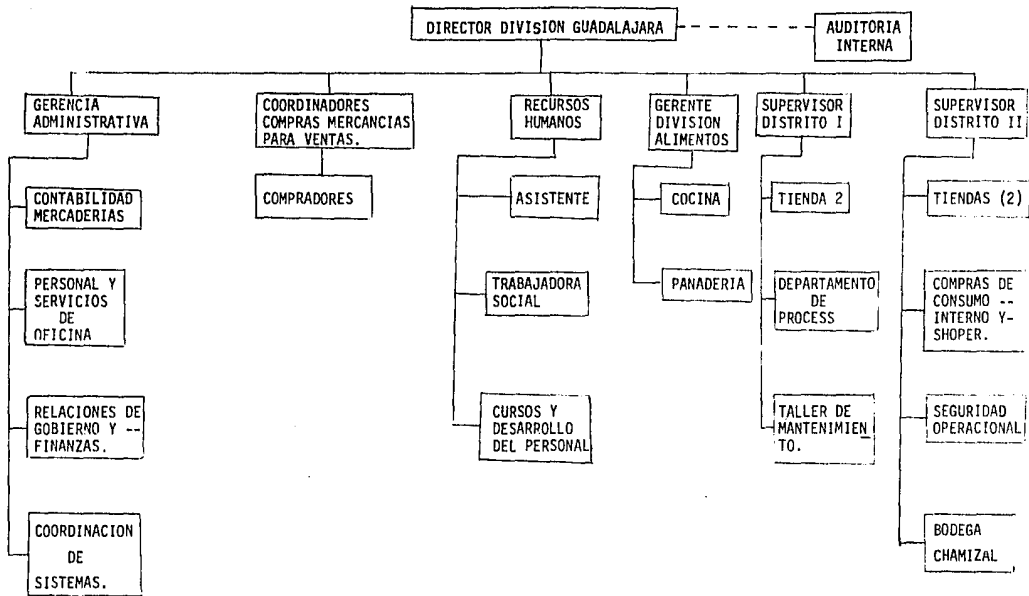 DIRECTOR DIVISION GUADALAJARA
AUDITORIA
INTERNA
GERENCIA
ADMINISTRATIVA
COORDINADORES
COMPRAS MERCANCIAS
PARA VENTAS.
RECURSOS
HUMANOS
GERENTE
DIVISION
ALIMENTOS
SUPERVISOR
DISTRITO I
SUPERVISOR
DISTRITO II
CONTABILIDAD
MERCADERIAS
PERSONAL Y
SERVICIOS
DE
OFICINA
RELACIONES DE
GOBIERNO Y --
FINANZAS.
COORDINACION
DE
SISTEMAS.
COMPRADORES
ASISTENTE
TRABAJADORA
SOCIAL
CURSOS Y
DESARROLLO
DEL PERSONAL
COCINA
PANADERIA
TIENDA 2
DEPARTAMENTO
DE
PROCESS
TALLER DE
MANTENIMIEN
TO.
TIENDAS (2)
COMPRAS DE
CONSUMO --
INTERNO Y-
SHOPER.
SEGURIDAD
OPERACIONAL
BODEGA
CHAMIZAL